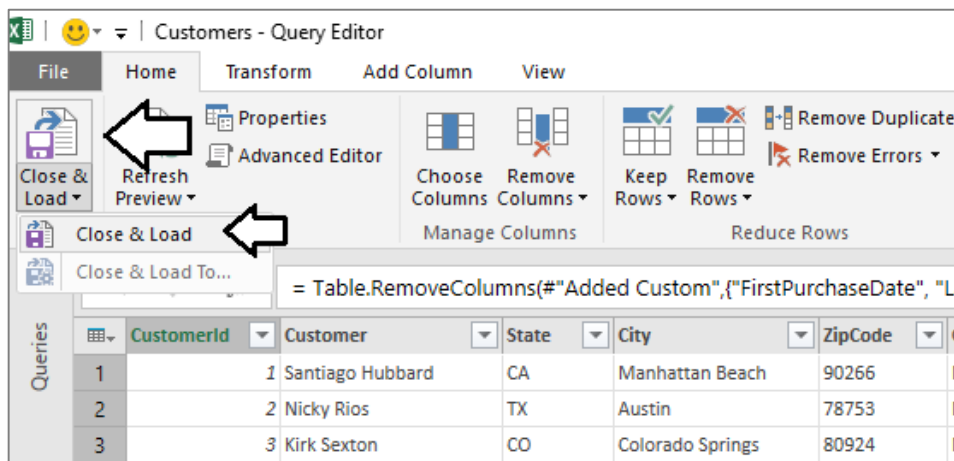 Customers - Query Editor
File Home Transform Add Column View
Close & Load
Refresh Preview
Properties
Advanced Editor
Choose Columns
Remove Columns
Manage Columns
Keep Rows
Remove Rows
Remove Duplicate
Remove Errors
Reduce Rows
Close & Load
Close & Load To...
= Table.RemoveColumns(#"Added Custom",{"FirstPurchaseDate", "L
Queries
CustomerId Customer State City ZipCode
1 1 Santiago Hubbard CA Manhattan Beach 90266
2 2 Nicky Rios TX Austin 78753
3 3 Kirk Sexton CO Colorado Springs 80924